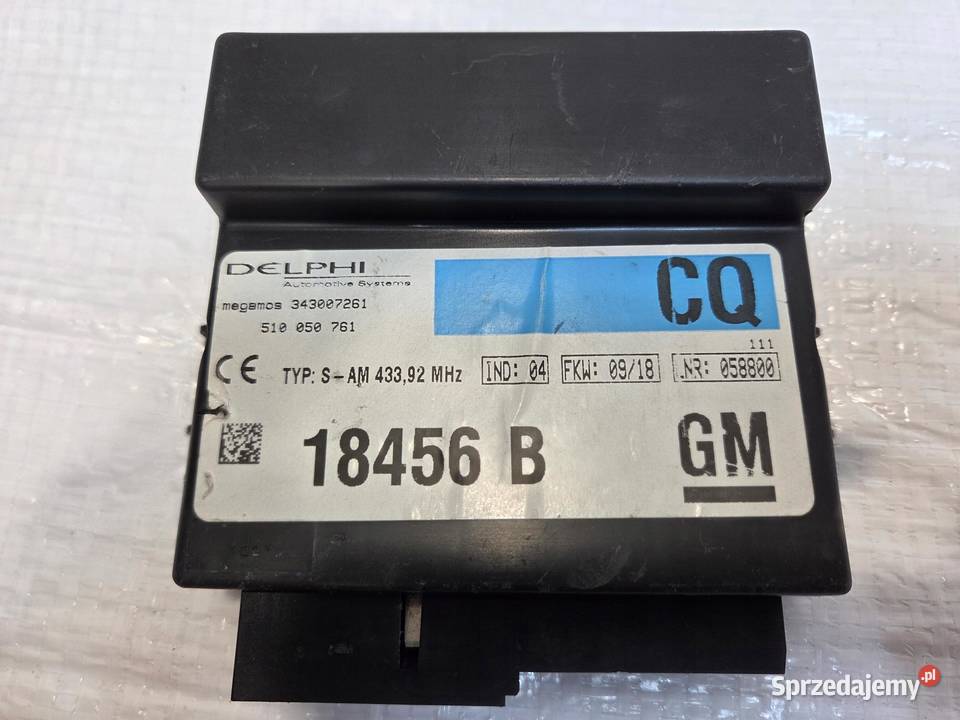 DELPHI
Automotive Systems
CQ
megamos 343007261
510 050 761
111
CE TYP: S-AM 433,92 MHz IND: 04 FKW: 09/18 .NR: 058800
18456 B GM
Sprzedajemy.pl